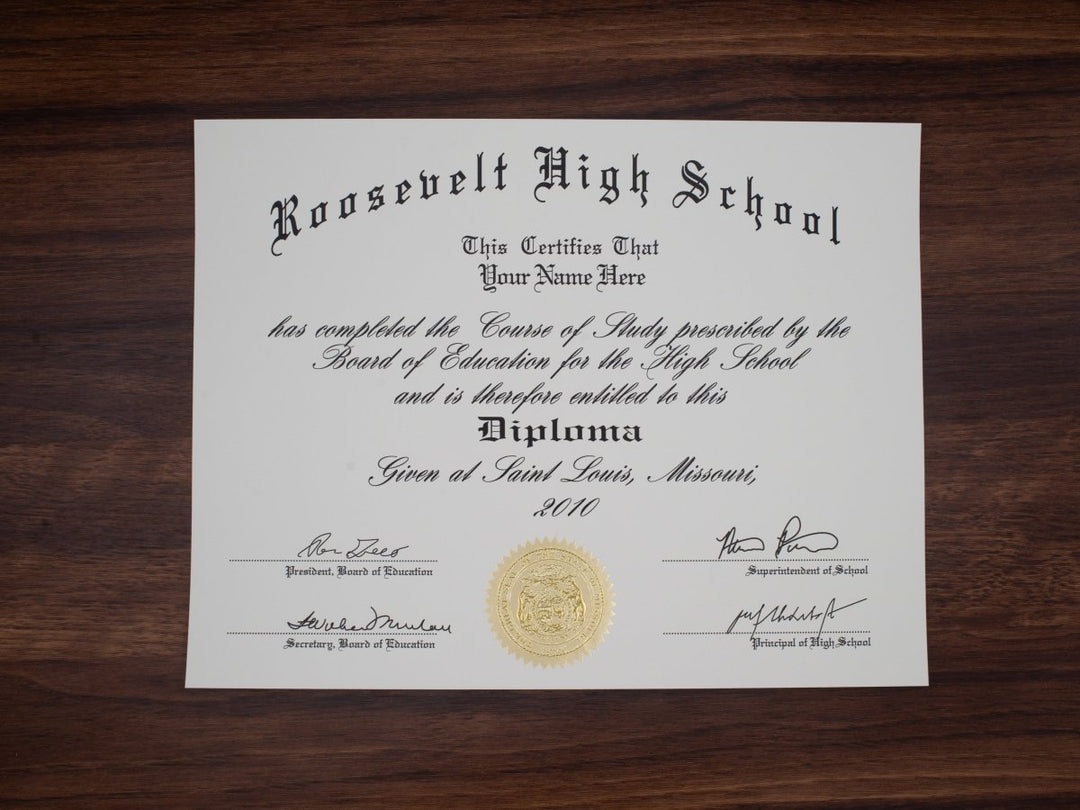 Roosevelt High School
This Certifies That
Your Name Here
has completed the Course of Study prescribed by the
Board of Education for the High School
and is therefore entitled to this
Diploma
Given at Saint Louis, Missouri,
2010
President, Board of Education
Superintendent of School
Secretary, Board of Education
Principal of High School